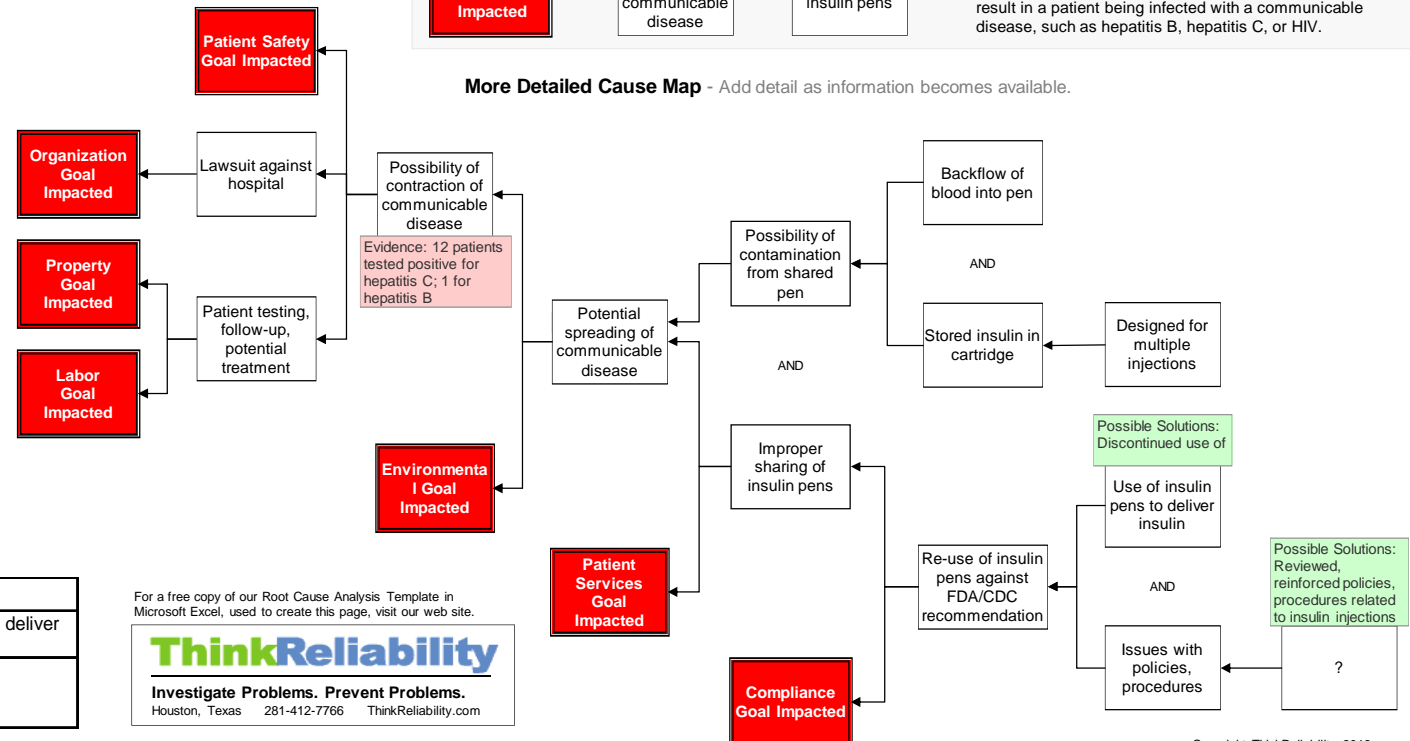 Impacted
communicable
disease
insulin pens
result in a patient being infected with a communicable
disease, such as hepatitis B, hepatitis C, or HIV.
Patient Safety
Goal Impacted
More Detailed Cause Map - Add detail as information becomes available.
Organization
Goal
Impacted
Lawsuit against
hospital
Possibility of
contraction of
communicable
disease
Evidence: 12 patients
tested positive for
hepatitis C; 1 for
hepatitis B
Backflow of
blood into pen
Possibility of
contamination
from shared
pen
AND
Property
Goal
Impacted
Patient testing,
follow-up,
potential
treatment
Potential
spreading of
communicable
disease
Stored insulin in
cartridge
Designed for
multiple
injections
Labor
Goal
Impacted
AND
Possible Solutions:
Discontinued use of
Improper
sharing of
insulin pens
Environmenta
l Goal
Impacted
Use of insulin
pens to deliver
insulin
Patient
Services
Goal
Impacted
Re-use of insulin
pens against
FDA/CDC
recommendation
AND
Possible Solutions:
Reviewed,
reinforced policies,
procedures related
to insulin injections
Issues with
policies,
procedures
?
Compliance
Goal Impacted
deliver
For a free copy of our Root Cause Analysis Template in
Microsoft Excel, used to create this page, visit our web site.
ThinkReliability
Investigate Problems. Prevent Problems.
Houston, Texas 281-412-7766 ThinkReliability.com